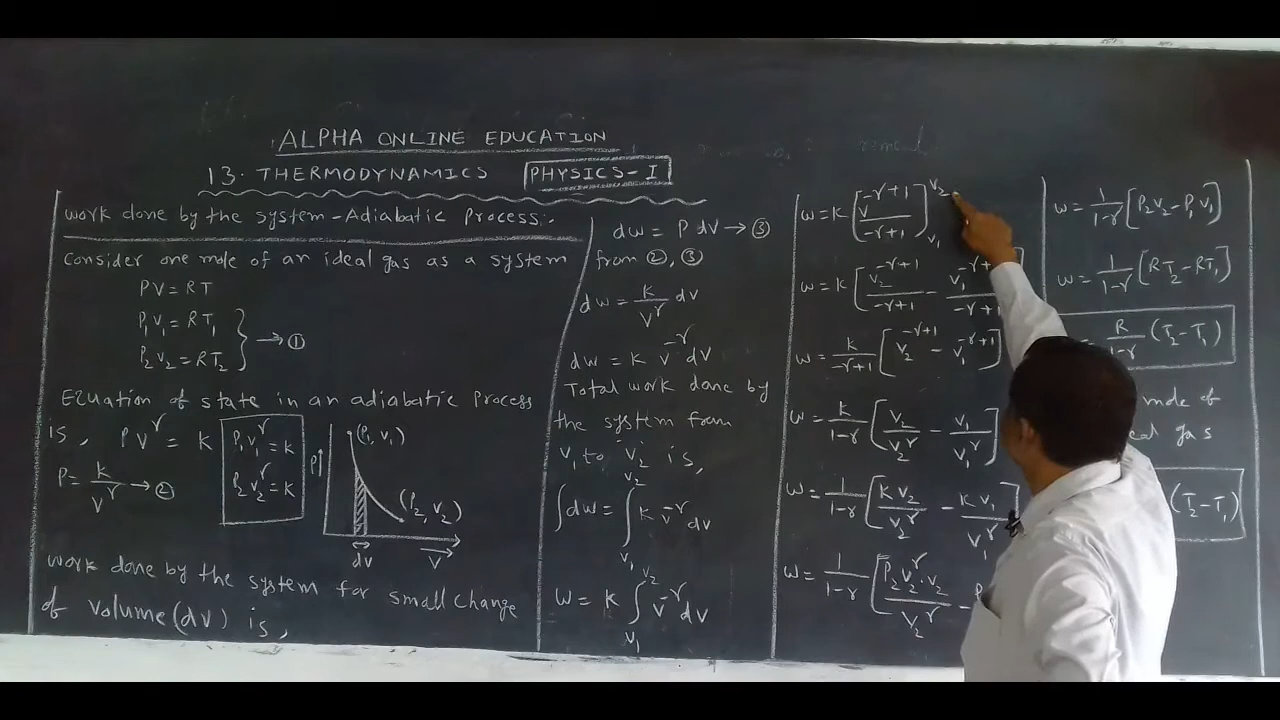 ALPHA ONLINE EDUCATION
13. THERMODYNAMICS PHYSICS-I
work done by the system-Adiabatic Process:-
Consider one mole of an ideal gas as a system
PV = RT
P₁V₁ = RT₁
P₂V₂ = RT₂ } → ①
Equation of state in an adiabatic process
is, PV^γ = K
P₁V₁^γ = K
P₂V₂^γ = K
P = K/V^γ → ②
P↑
(P₁, V₁)
(P₂, V₂)
dV
V
work done by the system for small change
of volume (dV) is,
dw = P dV → ③
from ②, ③
dw = K/V^γ dV
dw = K V^-γ dV
Total work done by
the system from
V₁ to V₂ is,
∫dw = ∫_V₁^V₂ K V^-γ dV
W = K ∫_V₁^V₂ V^-γ dV
W = K [V^-γ+1/-γ+1]_V₁^V₂
W = K [V₂^-γ+1/-γ+1 - V₁^-γ+1/-γ+1
W = K/-γ+1 [V₂^-γ+1 - V₁^-γ+1]
W = K/1-γ [V₂/V₂^γ - V₁/V₁^γ]
W = 1/1-γ [KV₂/V₂^γ - KV₁/V₁^γ]
W = 1/1-γ [P₂V₂^γ.V₂/V₂^γ -
W = 1/1-γ [P₂V₂-P₁V₁]
W = 1/1-γ [RT₂-RT₁]
= R/1-γ (T₂-T₁)
mole of
gas
(T₂-T₁)